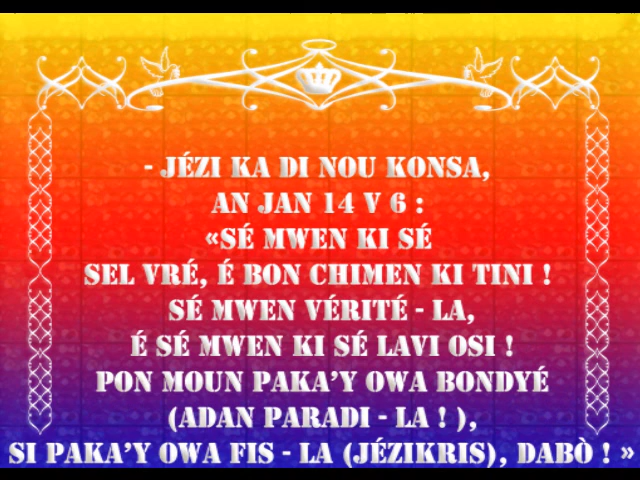 - JÉZI KA DI NOU KONSA,
AN JAN 14 V 6 :
«SÉ MWEN KI SÉ
SEL VRÉ, É BON CHIMEN KI TINI !
SÉ MWEN VÉRITÉ - LA,
É SÉ MWEN KI SÉ LAVI OSI !
PON MOUN PAKA'Y OWA BONDYÉ
(ADAN PARADI - LA ! ),
SI PAKA'Y OWA FIS - LA (JÉZIKRIS), DABÒ ! »